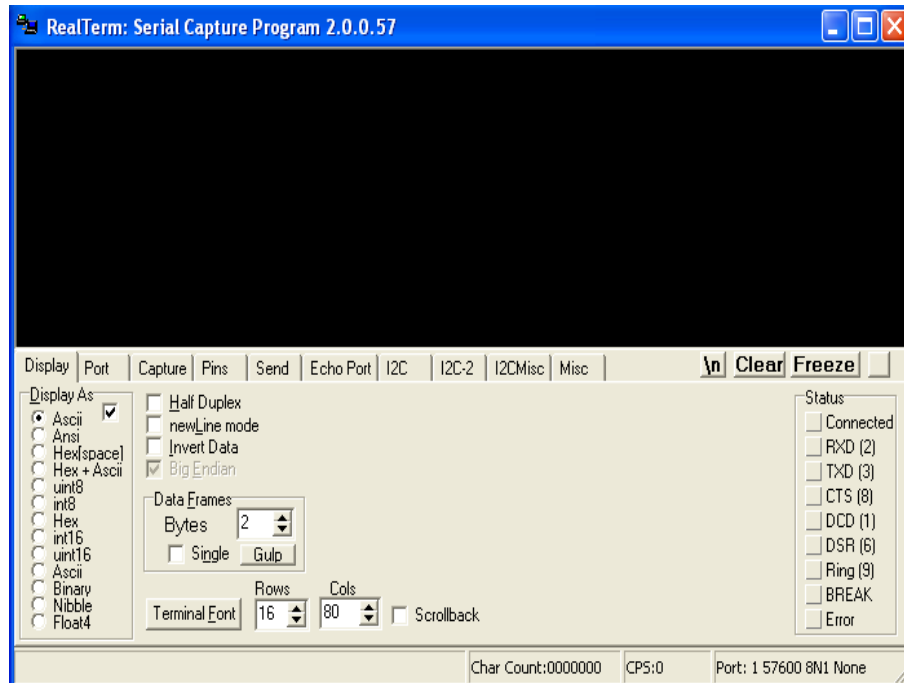 RealTerm: Serial Capture Program 2.0.0.57
Display Port Capture Pins Send Echo Port I2C I2C-2 I2CMisc Misc \n Clear Freeze
Display As
Ascii
Ansi
Hex[space]
Hex + Ascii
uint8
int8
Hex
int16
uint16
Ascii
Binary
Nibble
Float4
Half Duplex
newLine mode
Invert Data
Big Endian
Data Frames
Bytes 2
Single Gulp
Rows Cols
Terminal Font 16 80 Scrollback
Status
Connected
RXD (2)
TXD (3)
CTS (8)
DCD (1)
DSR (6)
Ring (9)
BREAK
Error
Char Count:0000000 CPS:0 Port: 1 57600 8N1 None